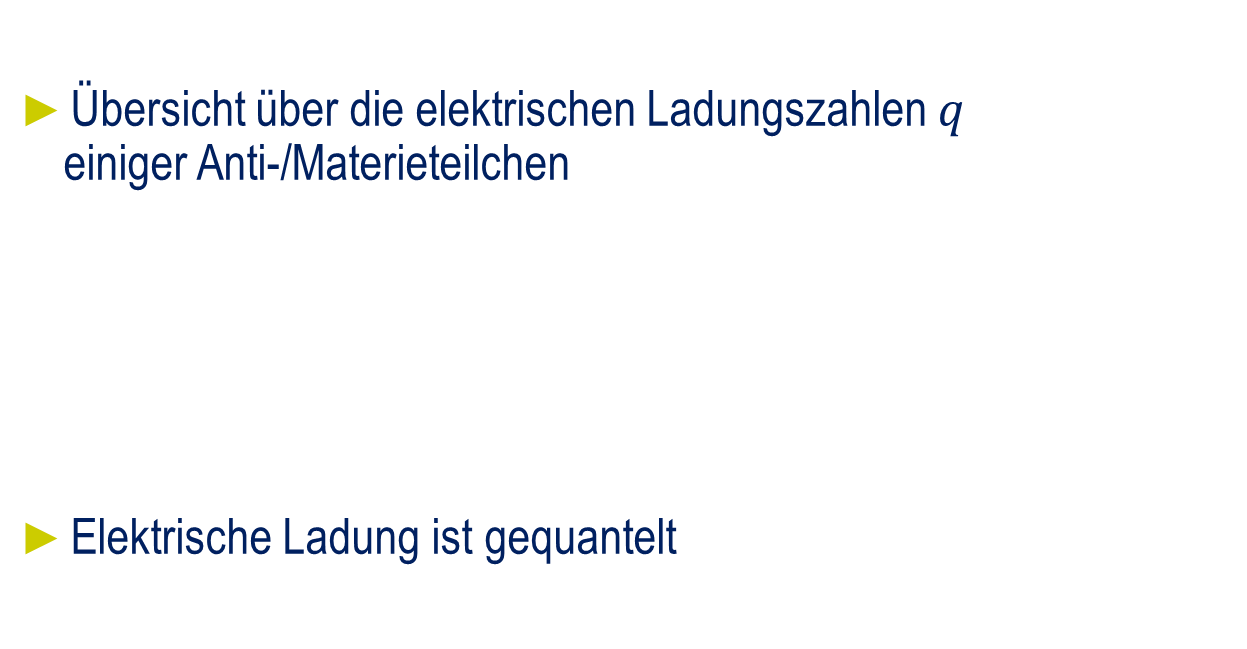 ► Übersicht über die elektrischen Ladungszahlen q
einiger Anti-/Materieteilchen
► Elektrische Ladung ist gequantelt